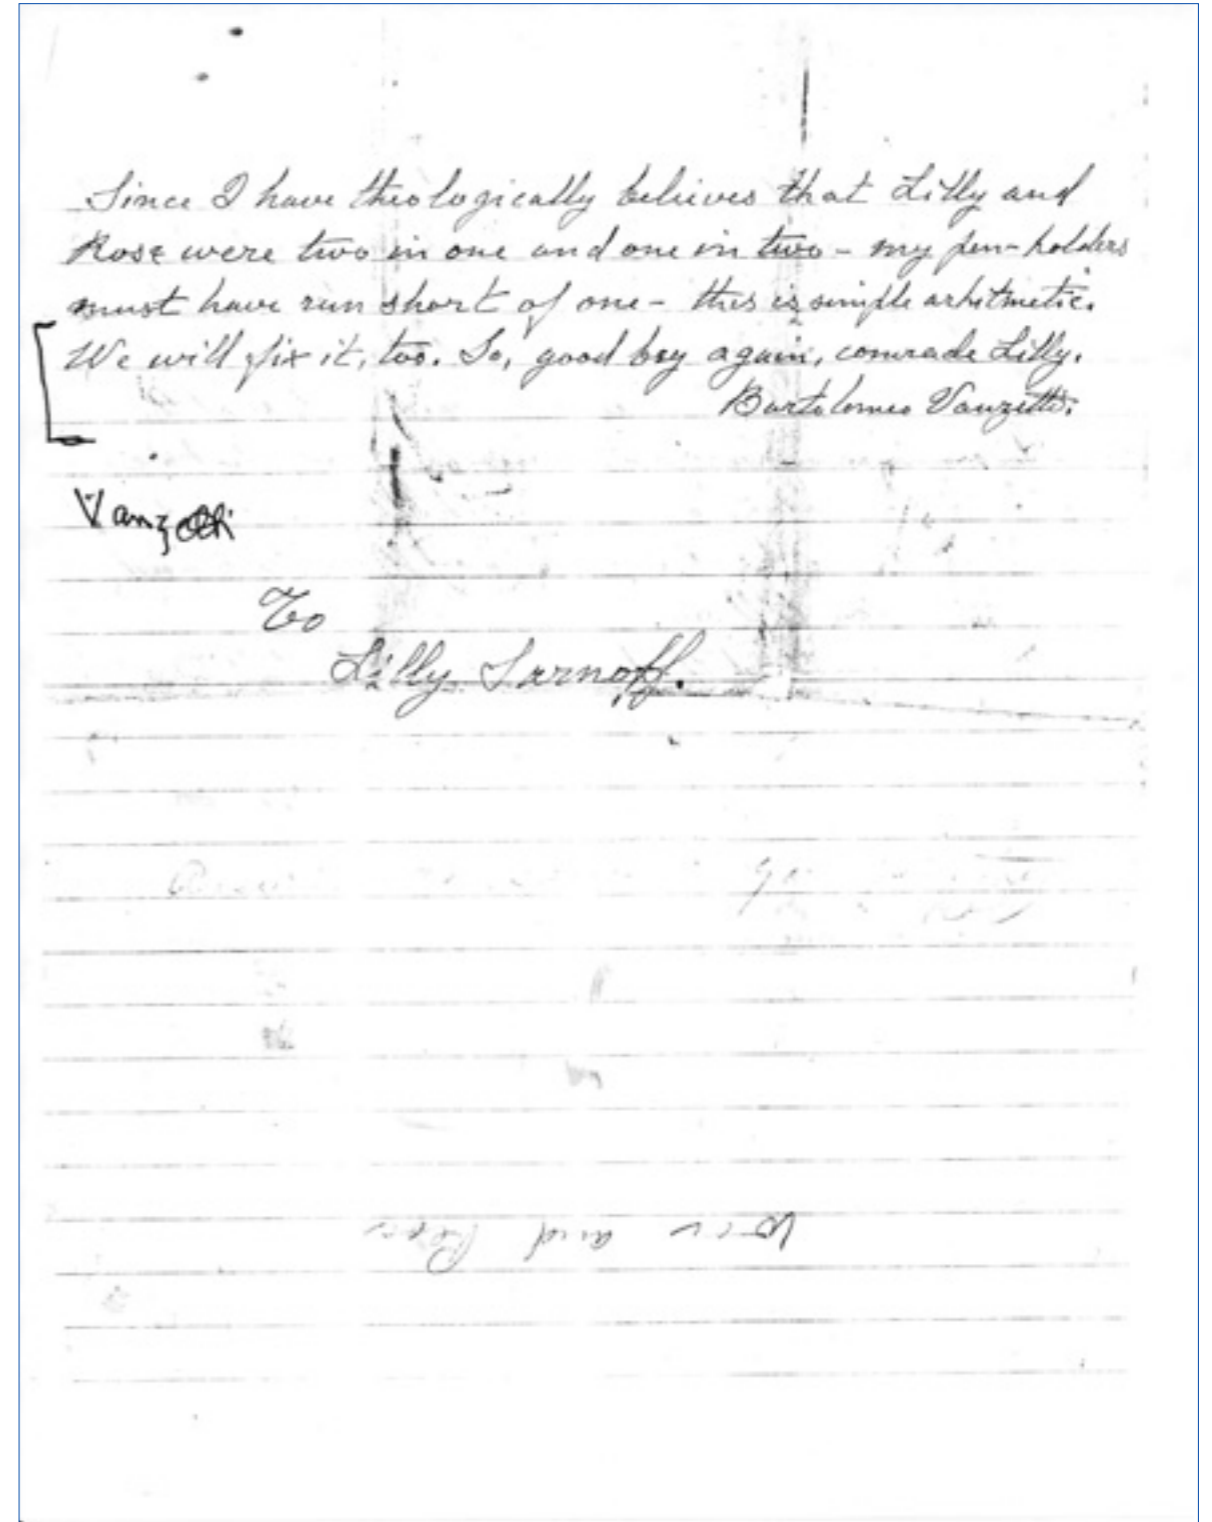 Since I have theologically believes that Lilly and
Rose were two in one and one in two - my pen-holders
must have run short of one - this is simple arhitmetic.
We will fix it, too. So, good bey again, comrade Lilly.
Bartolomeo Vanzetti.
Vanzetti
To
Lilly Sarnoff.
and